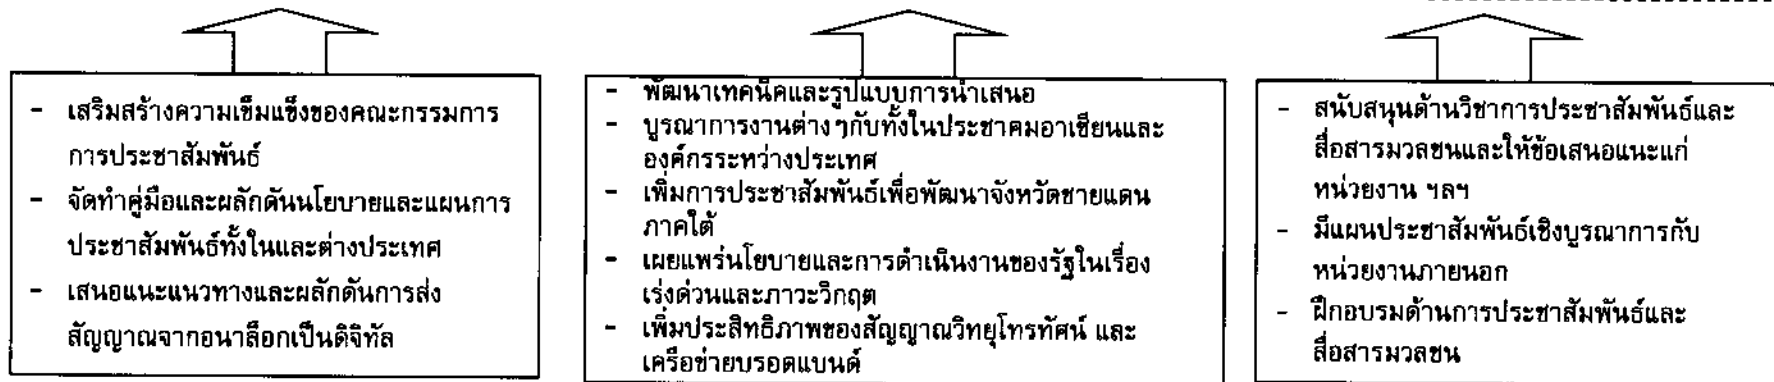 - เสริมสร้างความเข็มแข็งของคณะกรรมการ
การประชาสัมพันธ์
- จัดทำคู่มือและผลักดันนโยบายและแผนการ
ประชาสัมพันธ์ทั้งในและต่างประเทศ
- เสนอแนะแนวทางและผลักดันการส่ง
สัญญาณจากอนาล็อกเป็นดิจิทัล
- พัฒนาเทคนิคและรูปแบบการนำเสนอ
- บูรณาการงานต่าง ๆกับทั้งในประชาคมอาเซียนและ
องค์กรระหว่างประเทศ
- เพิ่มการประชาสัมพันธ์เพื่อพัฒนาจังหวัดชายแดน
ภาคใต้
- เผยแพร่นโยบายและการดำเนินงานของรัฐในเรื่อง
เร่งด่วนและภาวะวิกฤต
- เพิ่มประสิทธิภาพของสัญญาณวิทยุโทรทัศน์ และ
เครือข่ายบรอดแบนด์
- สนับสนุนด้านวิชาการประชาสัมพันธ์และ
สื่อสารมวลชนและให้ข้อเสนอแนะแก่
หน่วยงาน ฯลฯ
- มีแผนประชาสัมพันธ์เชิงบูรณาการกับ
หน่วยงานภายนอก
- ฝึกอบรมด้านการประชาสัมพันธ์และ
สื่อสารมวลชน